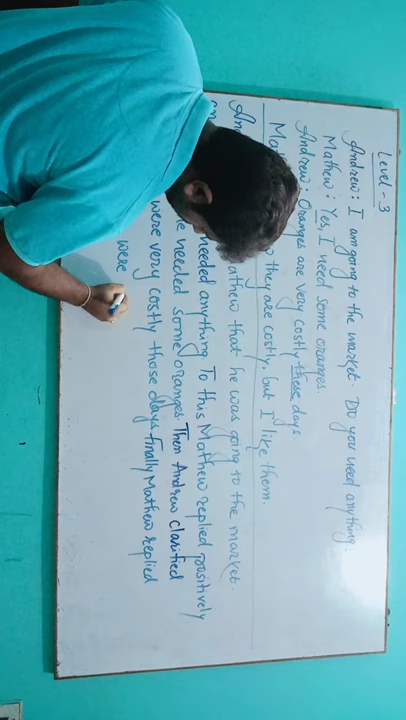 Level - 3
Andrew: I am going to the market. Do you need anything.
Mathew: Yes, I need some oranges.
Andrew: Oranges are very costly these days
they are costly, but I like them.
that he was going to the market
needed anything To this Mathew replied positively
needed some oranges. Then Andrew clarified
were very costly those days finally Mathew replied
were